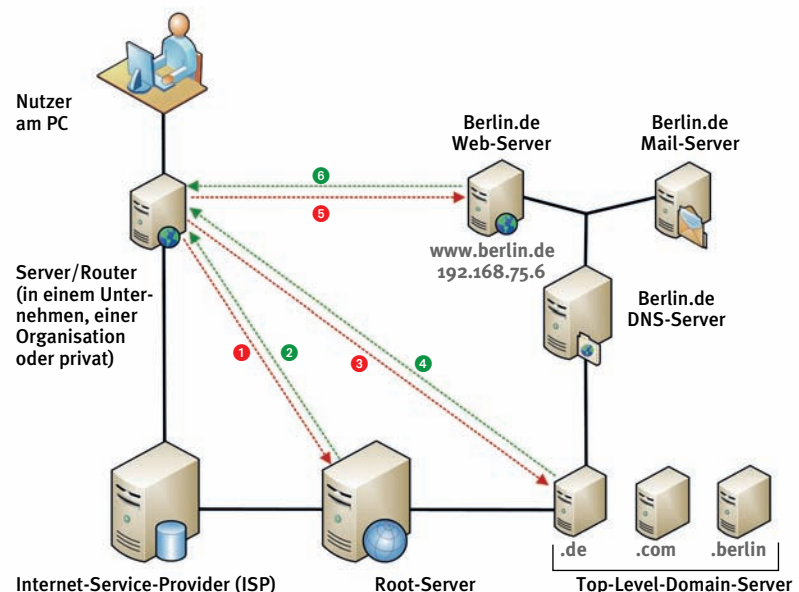 Nutzer
am PC
Berlin.de
Web-Server
Berlin.de
Mail-Server
6
5
www.berlin.de
192.168.75.6
Server/Router
(in einem Unter-
nehmen, einer
Organisation
oder privat)
Berlin.de
DNS-Server
1
2
3
4
.de
.com
.berlin
Internet-Service-Provider (ISP)
Root-Server
Top-Level-Domain-Server